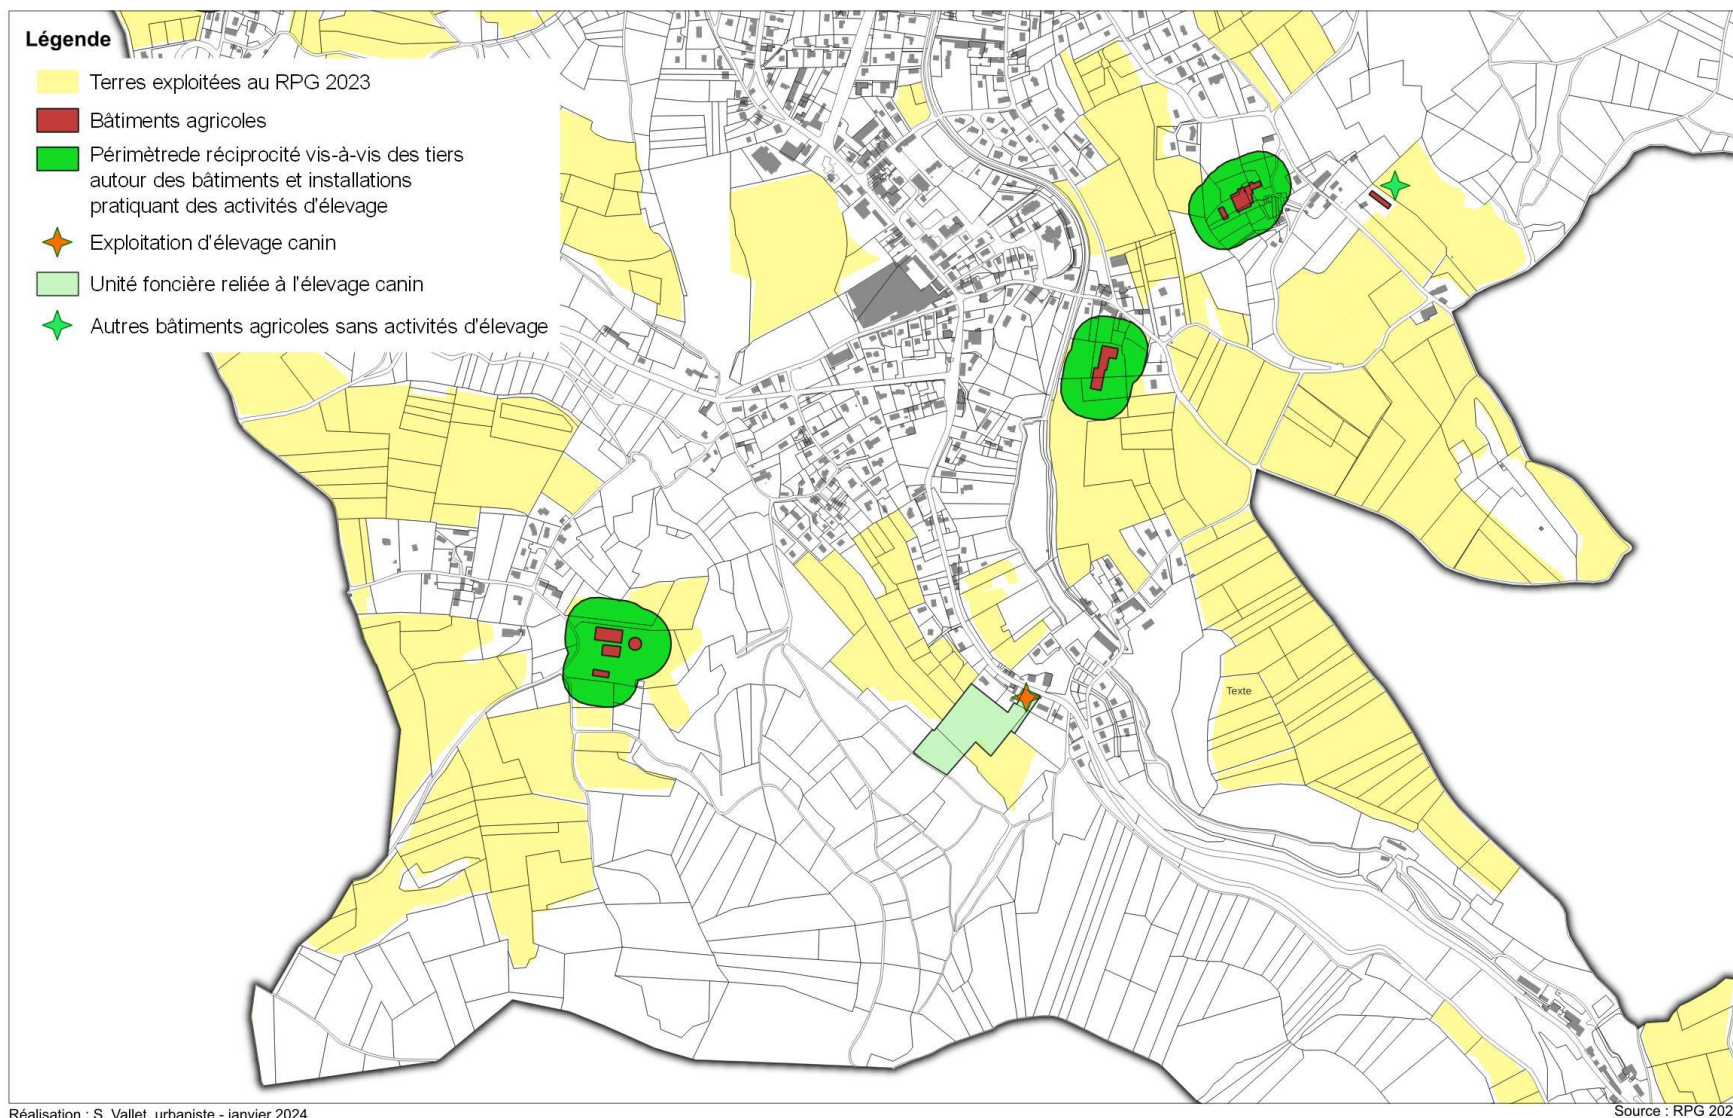 Légende
Terres exploitées au RPG 2023
Bâtiments agricoles
Périmètrede réciprocité vis-à-vis des tiers
autour des bâtiments et installations
pratiquant des activités d'élevage
Exploitation d'élevage canin
Unité foncière reliée à l'élevage canin
Autres bâtiments agricoles sans activités d'élevage
Texte
Réalisation : S. Vallet, urbaniste - janvier 2024
Source : RPG 202